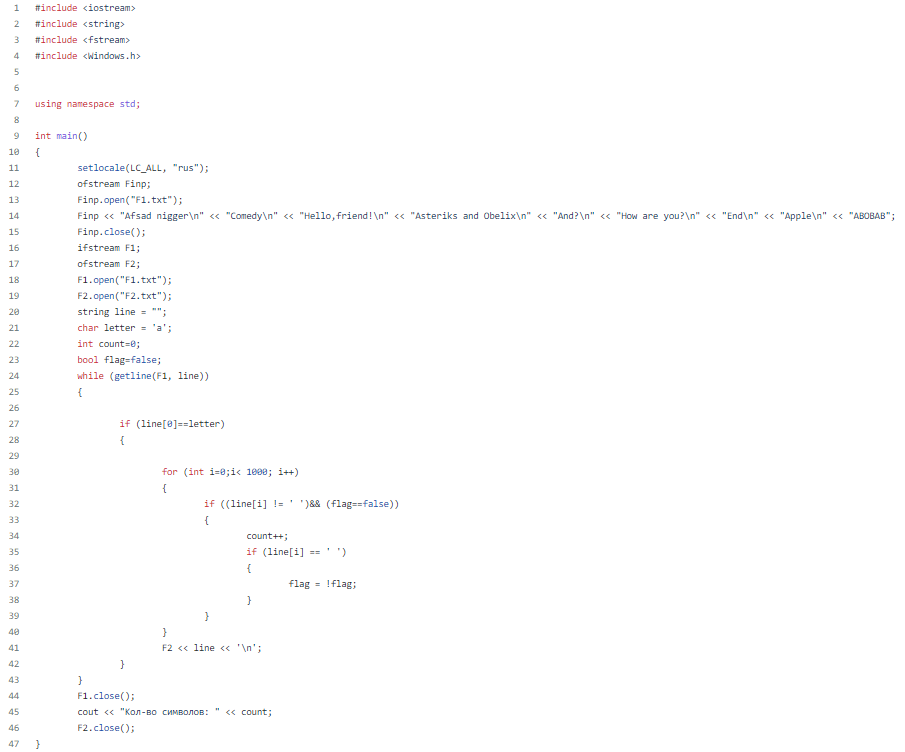 1 #include <iostream>
2 #include <string>
3 #include <fstream>
4 #include <Windows.h>
5
6
7 using namespace std;
8
9 int main()
10 {
11 setlocale(LC_ALL, "rus");
12 ofstream Finp;
13 Finp.open("F1.txt");
14 Finp << "Afsad nigger\n" << "Comedy\n" << "Hello,friend!\n" << "Asteriks and Obelix\n" << "And?\n" << "How are you?\n" << "End\n" << "Apple\n" << "ABOBAB";
15 Finp.close();
16 ifstream F1;
17 ofstream F2;
18 F1.open("F1.txt");
19 F2.open("F2.txt");
20 string line = "";
21 char letter = 'a';
22 int count=0;
23 bool flag=false;
24 while (getline(F1, line))
25 {
26
27 if (line[0]==letter)
28 {
29
30 for (int i=0;i< 1000; i++)
31 {
32 if ((line[i] != ' ')&& (flag==false))
33 {
34 count++;
35 if (line[i] == ' ')
36 {
37 flag = !flag;
38 }
39 }
40 }
41 F2 << line << '\n';
42 }
43 }
44 F1.close();
45 cout << "Кол-во символов: " << count;
46 F2.close();
47 }